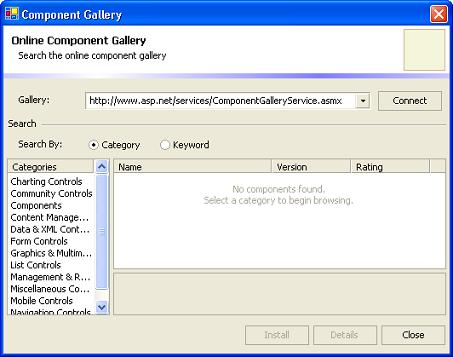 Component Gallery
Online Component Gallery
Search the online component gallery
Gallery:
http://www.asp.net/services/ComponentGalleryService.asmx
Connect
Search
Search By:
Category
Keyword
Categories
Charting Controls
Community Controls
Components
Content Manage...
Data & XML Cont...
Form Controls
Graphics & Multim...
List Controls
Management & R...
Miscellaneous Co...
Mobile Controls
Navigation Controls
Name Version Rating
No components found.
Select a category to begin browsing.
Install Details Close